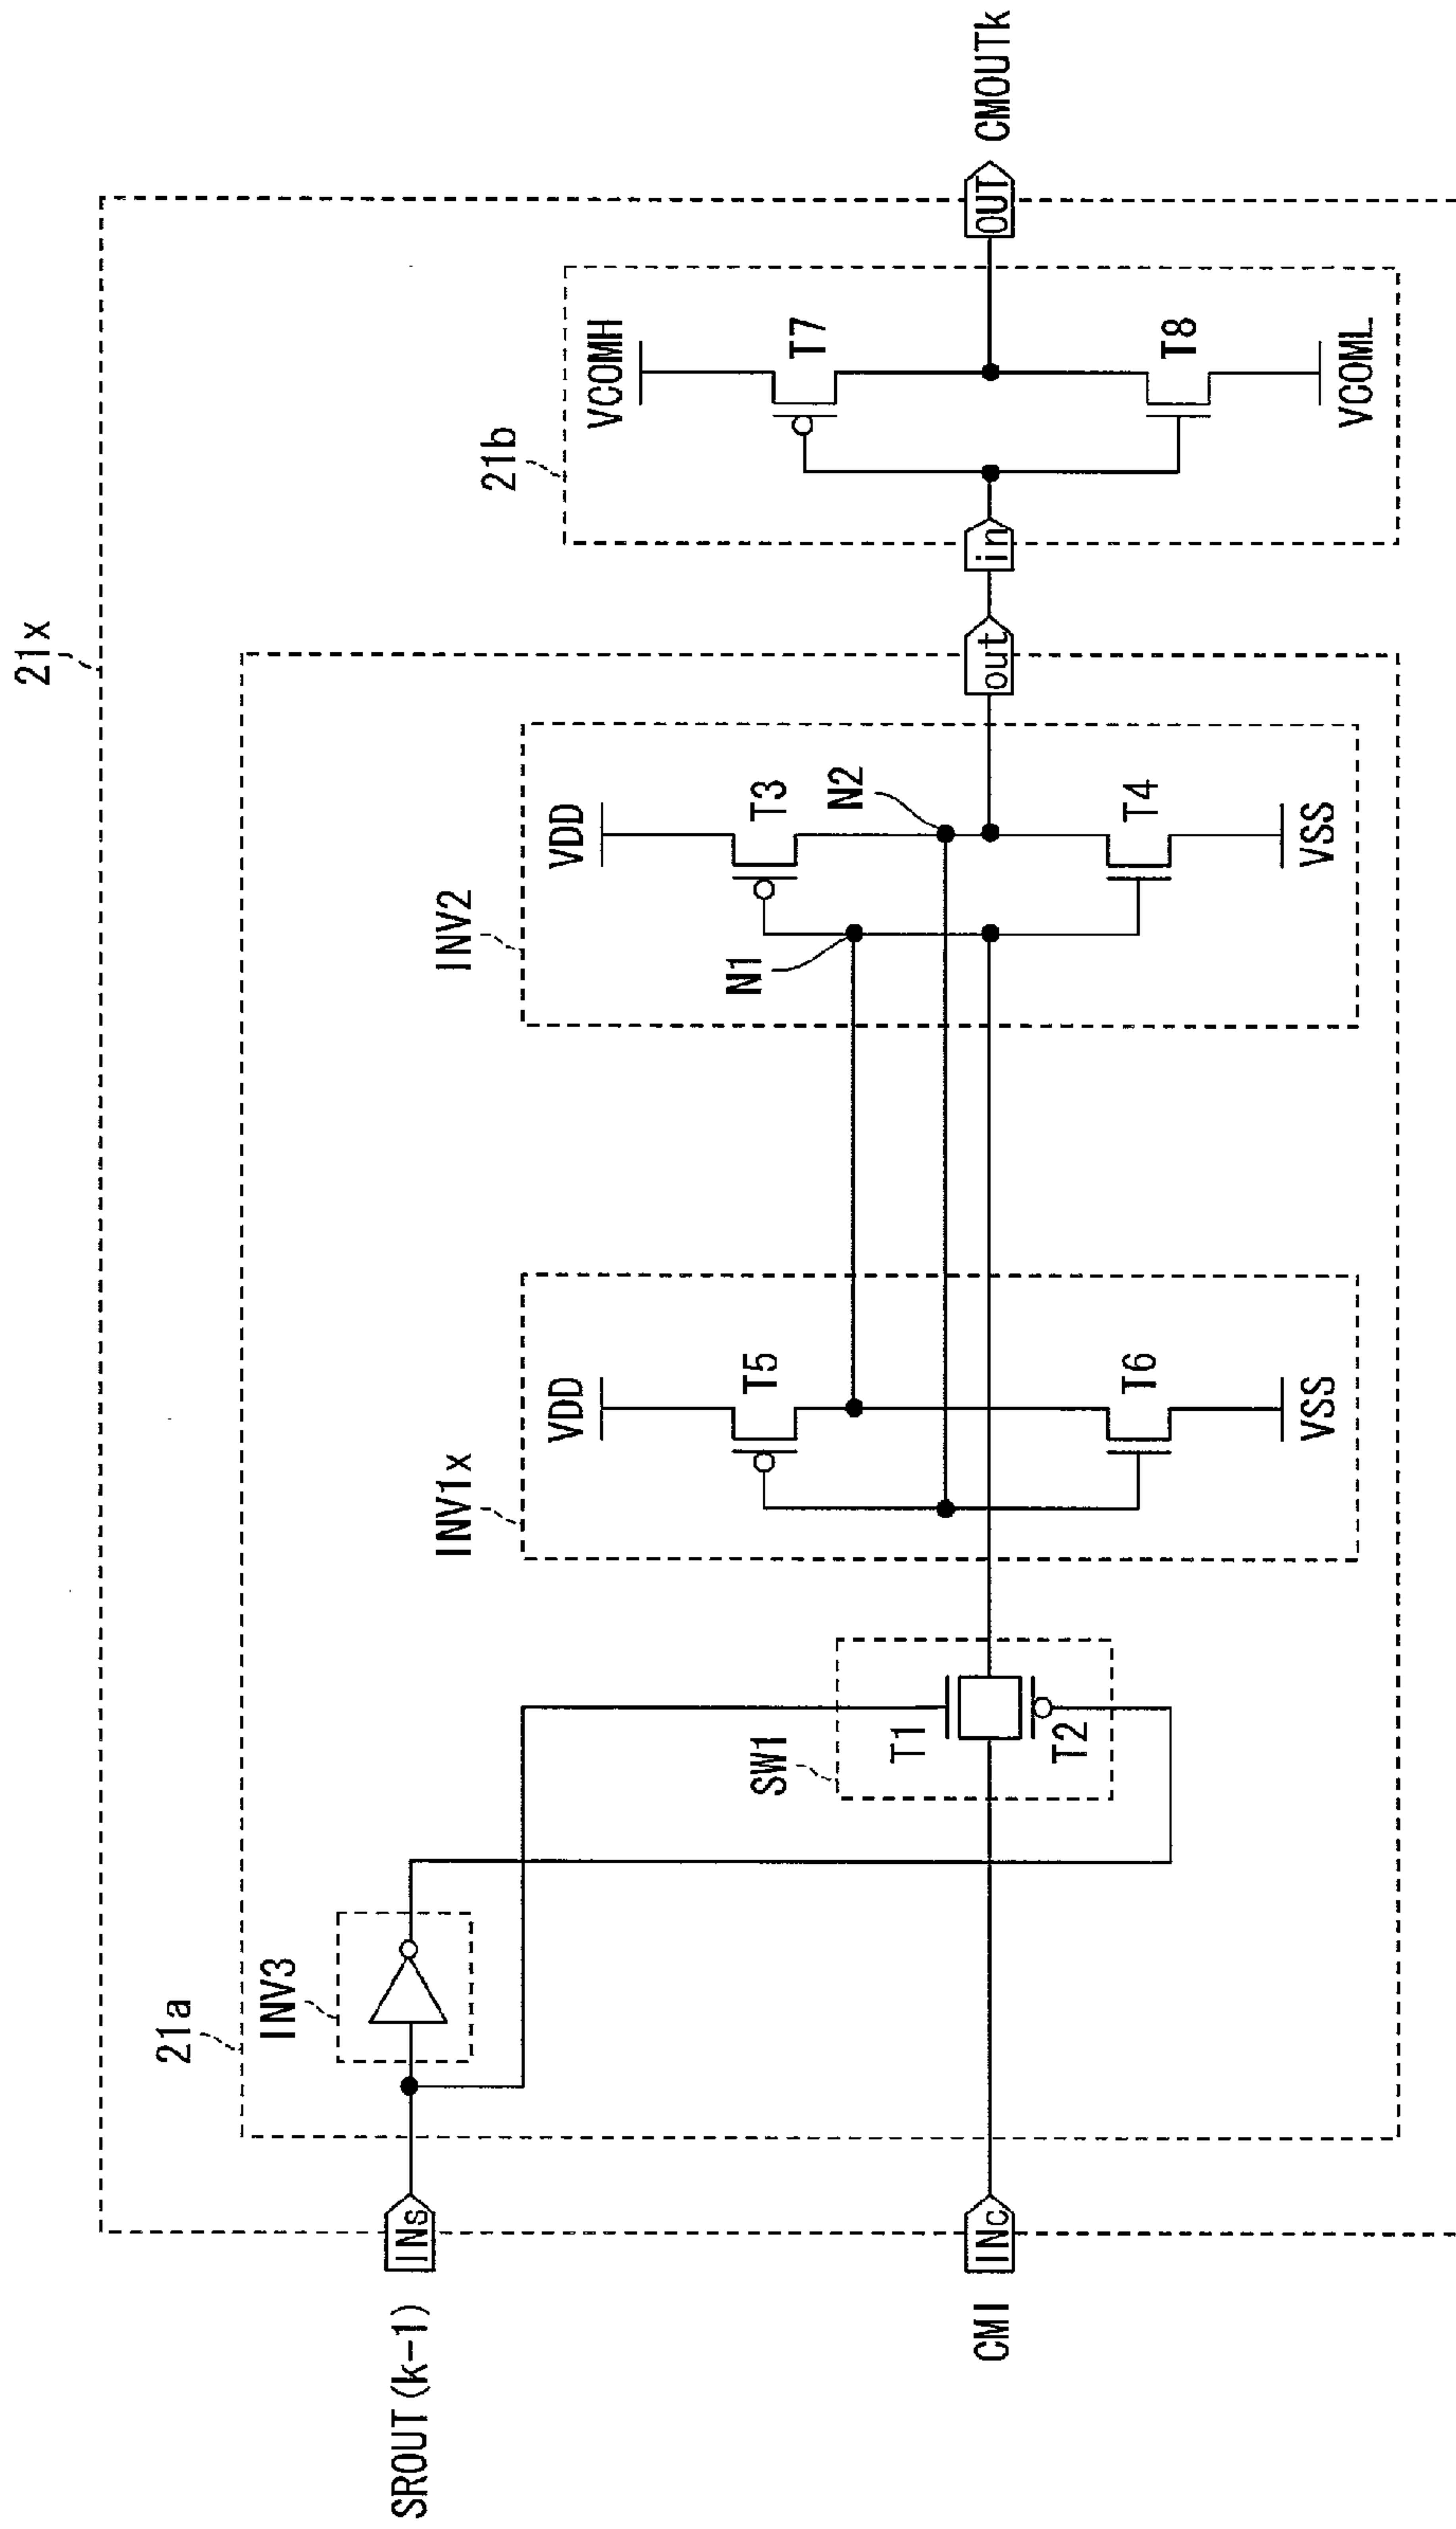 21x
21a
INV3
SROUT(k-1)
INs
CMI
INc
SW1
T1
T2
INV1x
VDD
T5
T6
VSS
INV2
VDD
T3
N1
N2
T4
VSS
out
in
21b
VCOMH
T7
T8
VCOML
OUT
CMOUTk